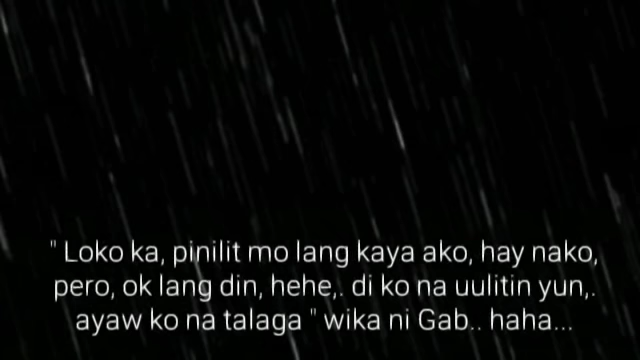 " Loko ka, pinilit mo lang kaya ako, hay nako,
pero, ok lang din, hehe,. di ko na uulitin yun,.
ayaw ko na talaga " wika ni Gab.. haha...